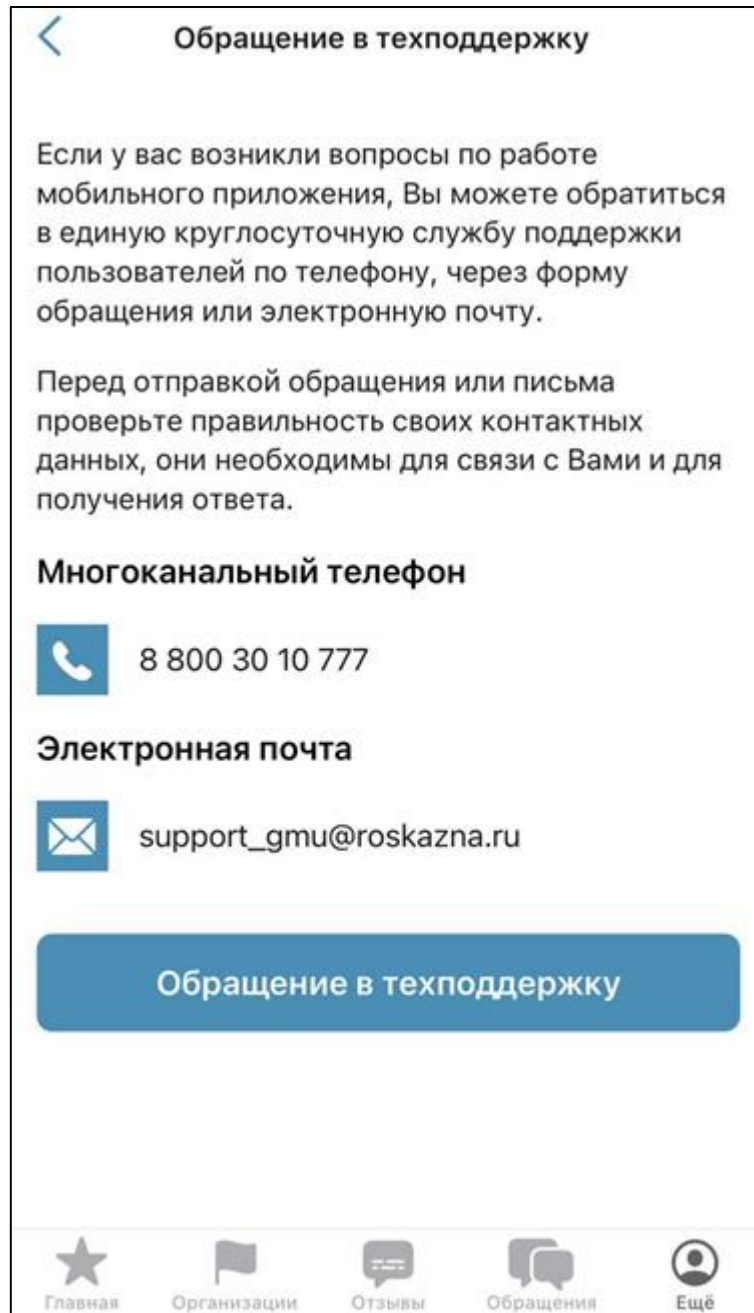 Обращение в техподдержку
Если у вас возникли вопросы по работе
мобильного приложения, Вы можете обратиться
в единую круглосуточную службу поддержки
пользователей по телефону, через форму
обращения или электронную почту.
Перед отправкой обращения или письма
проверьте правильность своих контактных
данных, они необходимы для связи с Вами и для
получения ответа.
Многоканальный телефон
8 800 30 10 777
Электронная почта
support_gmu@roskazna.ru
Обращение в техподдержку
Главная Организации Отзывы Обращения Ещё